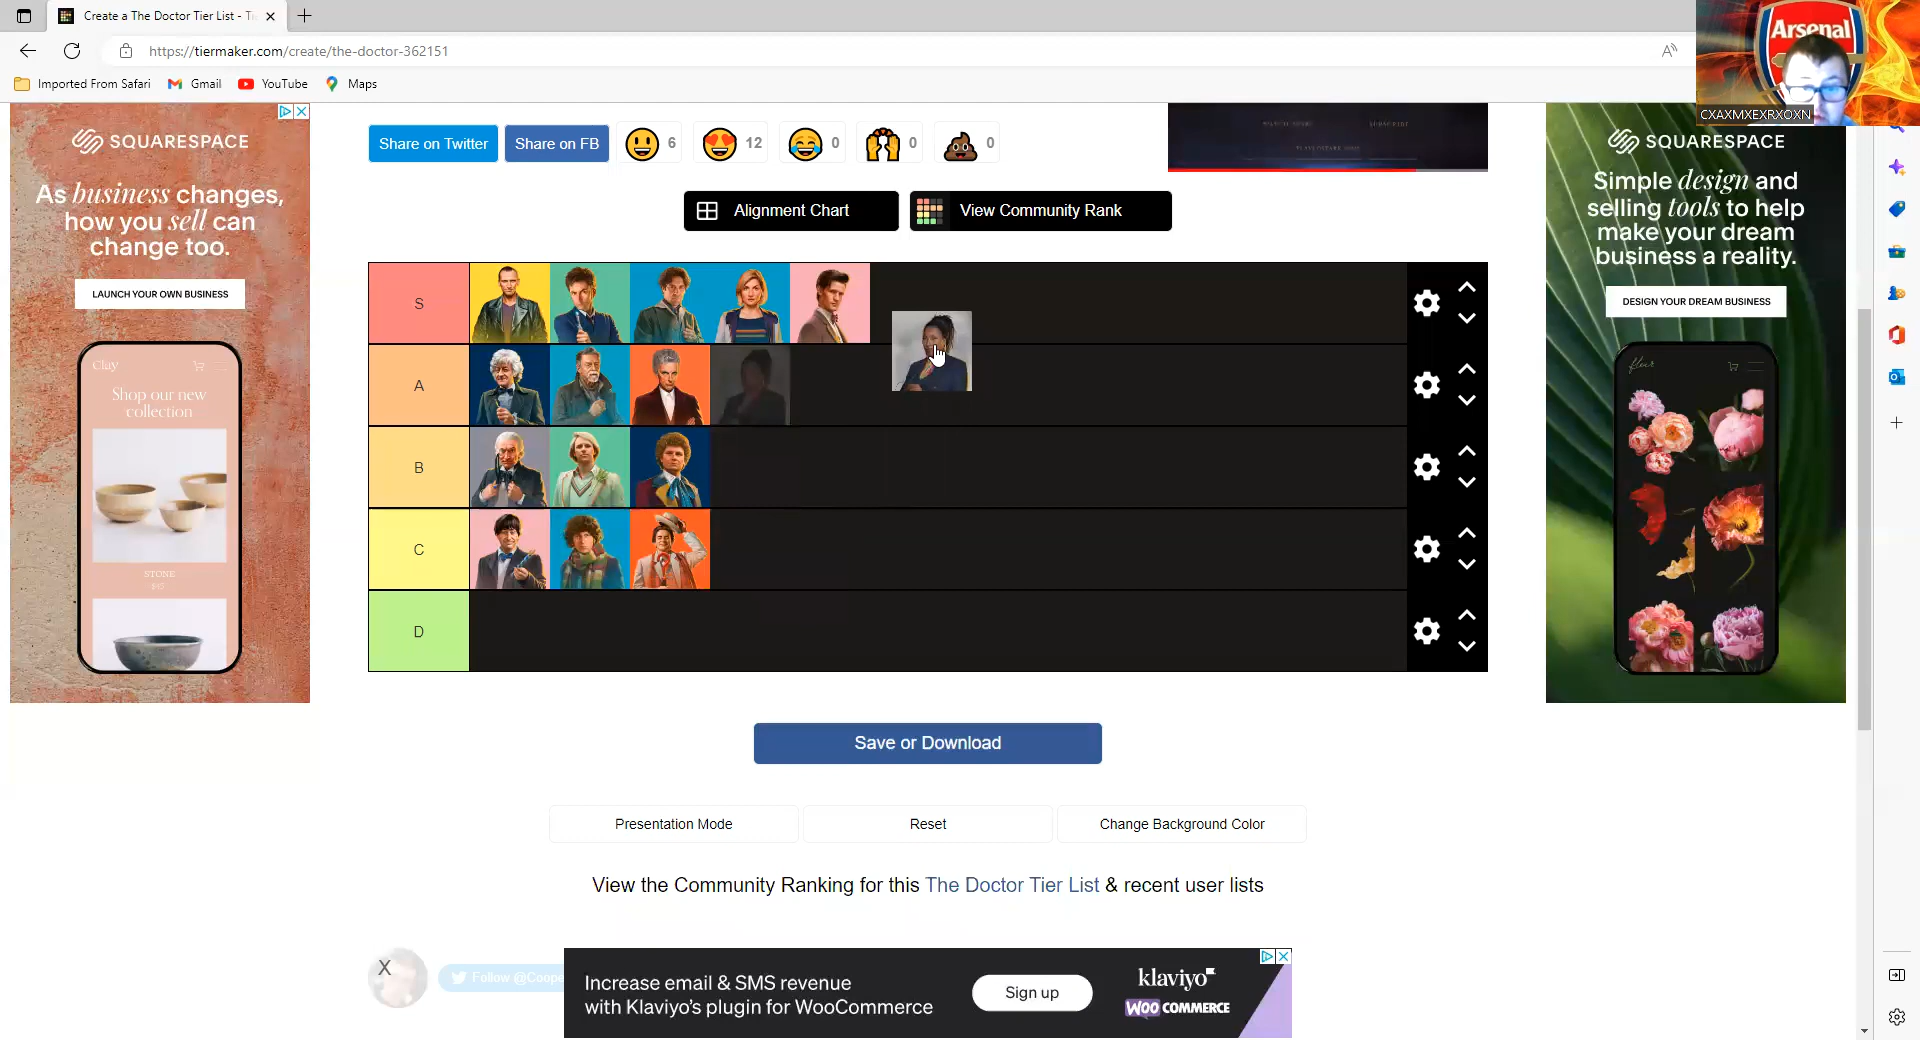 Create a The Doctor Tier List - Ti
https://tiermaker.com/create/the-doctor-362151
Imported From Safari
Gmail
YouTube
Maps
Arsenal
CXAXMXEXRXOXN
SQUARESPACE
As business changes,
how you sell can
change too.
LAUNCH YOUR OWN BUSINESS
Clay
Shop our new
collection
STONE
$45
Share on Twitter
Share on FB
6
12
0
0
0
SUBSCRIBE
Alignment Chart
View Community Rank
S
A
B
C
D
Save or Download
Presentation Mode
Reset
Change Background Color
View the Community Ranking for this The Doctor Tier List & recent user lists
X
Follow @Coope
Increase email & SMS revenue
with Klaviyo's plugin for WooCommerce
Sign up
klaviyo
WOO COMMERCE
SQUARESPACE
Simple design and
selling tools to help
make your dream
business a reality.
DESIGN YOUR DREAM BUSINESS